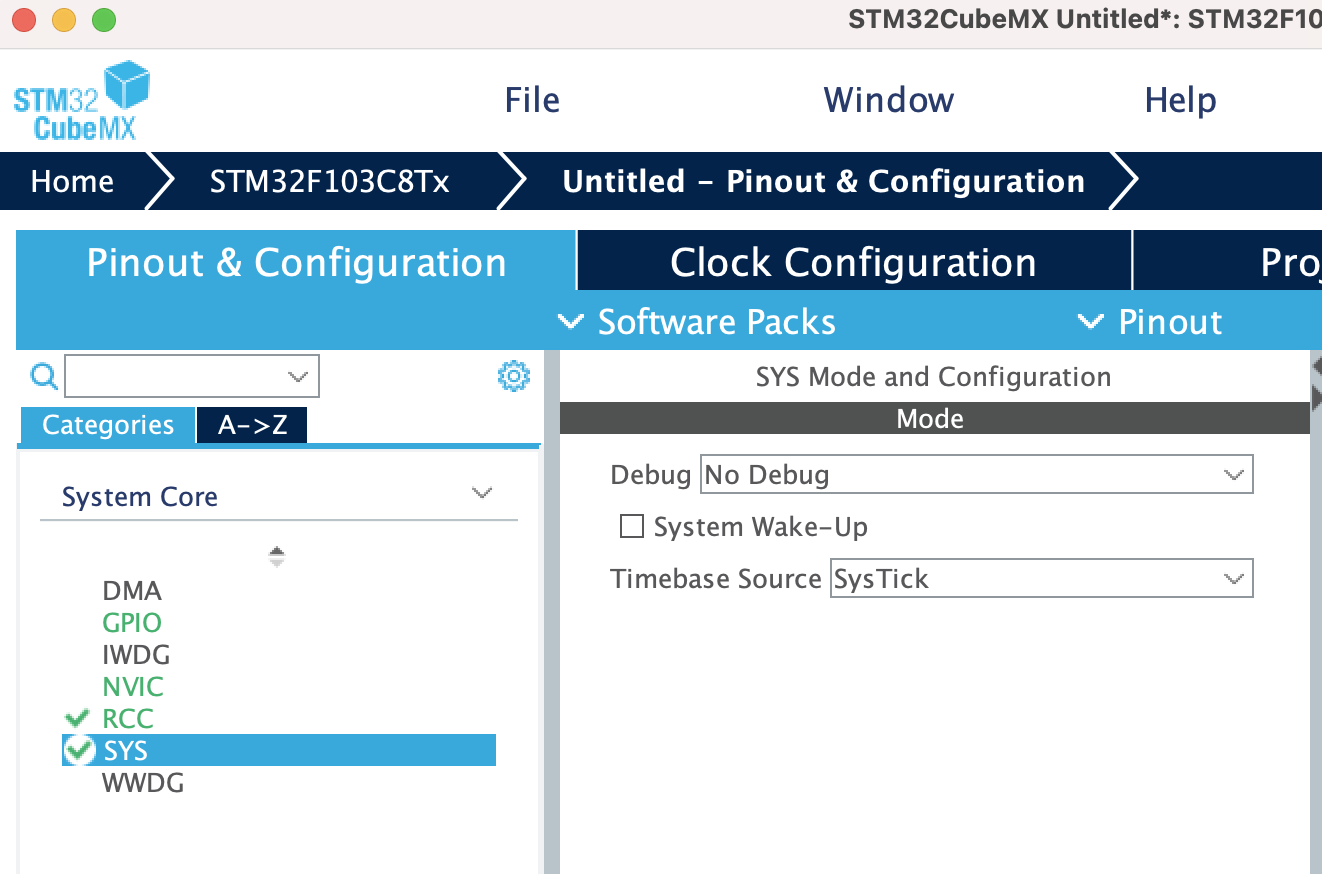 STM32CubeMX Untitled*: STM32F10
STM32
CubeMX
File Window Help
Home STM32F103C8Tx Untitled – Pinout & Configuration
Pinout & Configuration Clock Configuration Pro
Software Packs Pinout
SYS Mode and Configuration
Categories A->Z
Mode
Debug No Debug
System Core
System Wake-Up
Timebase Source SysTick
DMA
GPIO
IWDG
NVIC
RCC
SYS
WWDG